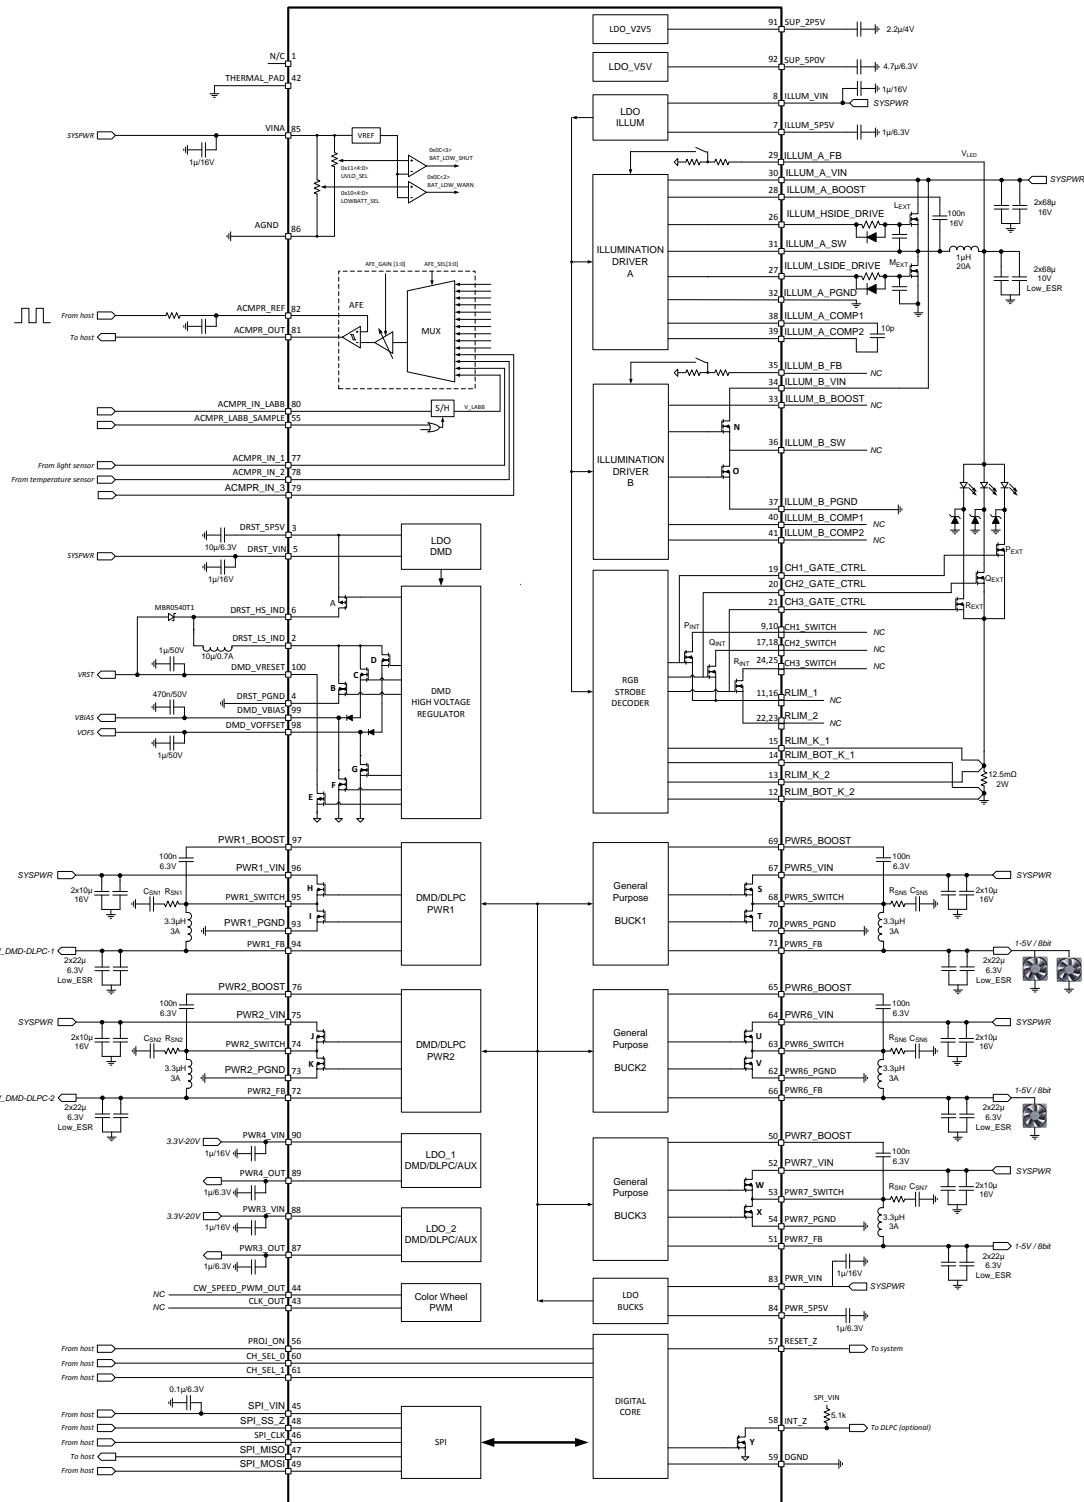 LDO_V2V5
91 SUP_2P5V
2.2µ/4V
N/C 1
THERMAL_PAD 42
LDO_V5V
92 SUP_5P0V
4.7µ/6.3V
1µ/16V
LDO
ILLUM
8 ILLUM_VIN
SYSPWR
7 ILLUM_5P5V
1µ/6.3V
SYSPWR
VINA 85
1µ/16V
VREF
0x0C<3>
BAT_LOW_SHUT
0x11<4:0>
UVLO_SEL
0x0C<2>
BAT_LOW_WARN
0x10<4:0>
LOWBATT_SEL
AGND 86
29 ILLUM_A_FB
VLED
30 ILLUM_A_VIN
SYSPWR
28 ILLUM_A_BOOST
LEXT
100n
16V
2x68µ
16V
26 ILLUM_HSIDE_DRIVE
ILLUMINATION
DRIVER
A
31 ILLUM_A_SW
1µH
20A
MEXT
27 ILLUM_LSIDE_DRIVE
2x68µ
10V
Low_ESR
32 ILLUM_A_PGND
38 ILLUM_A_COMP1
10p
39 ILLUM_A_COMP2
AFE_GAIN [1:0]
AFE_SEL[3:0]
AFE
MUX
From host
ACMPR_REF 82
To host
ACMPR_OUT 81
ACMPR_IN_LABB 80
S/H
V_LABB
ACMPR_LABB_SAMPLE 55
From light sensor
ACMPR_IN_1 77
From temperature sensor
ACMPR_IN_2 78
ACMPR_IN_3 79
35 ILLUM_B_FB
NC
34 ILLUM_B_VIN
33 ILLUM_B_BOOST
NC
N
36 ILLUM_B_SW
NC
ILLUMINATION
DRIVER
B
O
37 ILLUM_B_PGND
40 ILLUM_B_COMP1
NC
41 ILLUM_B_COMP2
NC
DRST_5P5V 3
10µ/6.3V
LDO
DMD
SYSPWR
DRST_VIN 5
1µ/16V
A
MBR0540T1
DRST_HS_IND 6
DRST_LS_IND 2
10µ/0.7A
1µ/50V
VRST
DMD_VRESET 100
D
C
B
470n/50V
DRST_PGND 4
VBIAS
DMD_VBIAS 99
VOFS
DMD_VOFFSET 98
1µ/50V
DMD
HIGH VOLTAGE
REGULATOR
G
F
E
PEXT
19 CH1_GATE_CTRL
QEXT
20 CH2_GATE_CTRL
REXT
21 CH3_GATE_CTRL
PINT
9,10 CH1_SWITCH
NC
QINT
17,18 CH2_SWITCH
NC
RINT
24,25 CH3_SWITCH
NC
RGB
STROBE
DECODER
11,16 RLIM_1
NC
22,23 RLIM_2
NC
15 RLIM_K_1
14 RLIM_BOT_K_1
13 RLIM_K_2
12.5mΩ
2W
12 RLIM_BOT_K_2
PWR1_BOOST 97
100n
6.3V
SYSPWR
PWR1_VIN 96
2x10µ
16V
CSN1 RSN1
PWR1_SWITCH 95
H
I
3.3µH
3A
PWR1_PGND 93
DMD/DLPC
PWR1
_DMD-DLPC-1
PWR1_FB 94
2x22µ
6.3V
Low_ESR
69 PWR5_BOOST
100n
6.3V
67 PWR5_VIN
SYSPWR
General
Purpose
BUCK1
S
T
68 PWR5_SWITCH
RSN5 CSN5
2x10µ
16V
70 PWR5_PGND
3.3µH
3A
71 PWR5_FB
1-5V / 8bit
2x22µ
6.3V
Low_ESR
PWR2_BOOST 76
100n
6.3V
SYSPWR
PWR2_VIN 75
2x10µ
16V
CSN2 RSN2
PWR2_SWITCH 74
J
K
3.3µH
3A
PWR2_PGND 73
DMD/DLPC
PWR2
_DMD-DLPC-2
PWR2_FB 72
2x22µ
6.3V
Low_ESR
65 PWR6_BOOST
100n
6.3V
64 PWR6_VIN
SYSPWR
General
Purpose
BUCK2
U
V
63 PWR6_SWITCH
RSN6 CSN6
2x10µ
16V
62 PWR6_PGND
3.3µH
3A
66 PWR6_FB
1-5V / 8bit
2x22µ
6.3V
Low_ESR
3.3V-20V
PWR4_VIN 90
1µ/16V
LDO_1
DMD/DLPC/AUX
PWR4_OUT 89
1µ/6.3V
3.3V-20V
PWR3_VIN 88
1µ/16V
LDO_2
DMD/DLPC/AUX
PWR3_OUT 87
1µ/6.3V
50 PWR7_BOOST
100n
6.3V
52 PWR7_VIN
SYSPWR
General
Purpose
BUCK3
W
X
53 PWR7_SWITCH
RSN7 CSN7
2x10µ
16V
54 PWR7_PGND
3.3µH
3A
51 PWR7_FB
1-5V / 8bit
2x22µ
6.3V
Low_ESR
NC
CW_SPEED_PWM_OUT 44
NC
CLK_OUT 43
Color Wheel
PWM
LDO
BUCKS
83 PWR_VIN
1µ/16V
SYSPWR
84 PWR_5P5V
1µ/6.3V
From host
PROJ_ON 56
From host
CH_SEL_0 60
From host
CH_SEL_1 61
57 RESET_Z
To system
DIGITAL
CORE
0.1µ/6.3V
From host
SPI_VIN 45
From host
SPI_SS_Z 48
From host
SPI_CLK 46
To host
SPI_MISO 47
From host
SPI_MOSI 49
SPI
SPI_VIN
5.1k
58 INT_Z
To DLPC (optional)
Y
59 DGND